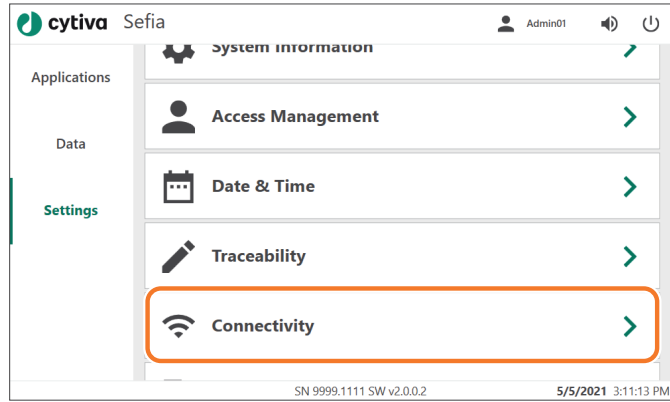 cytiva Sefia
Admin01
Applications
Data
Settings
System Information
Access Management
Date & Time
Traceability
Connectivity
SN 9999.1111 SW v2.0.0.2
5/5/2021 3:11:13 PM